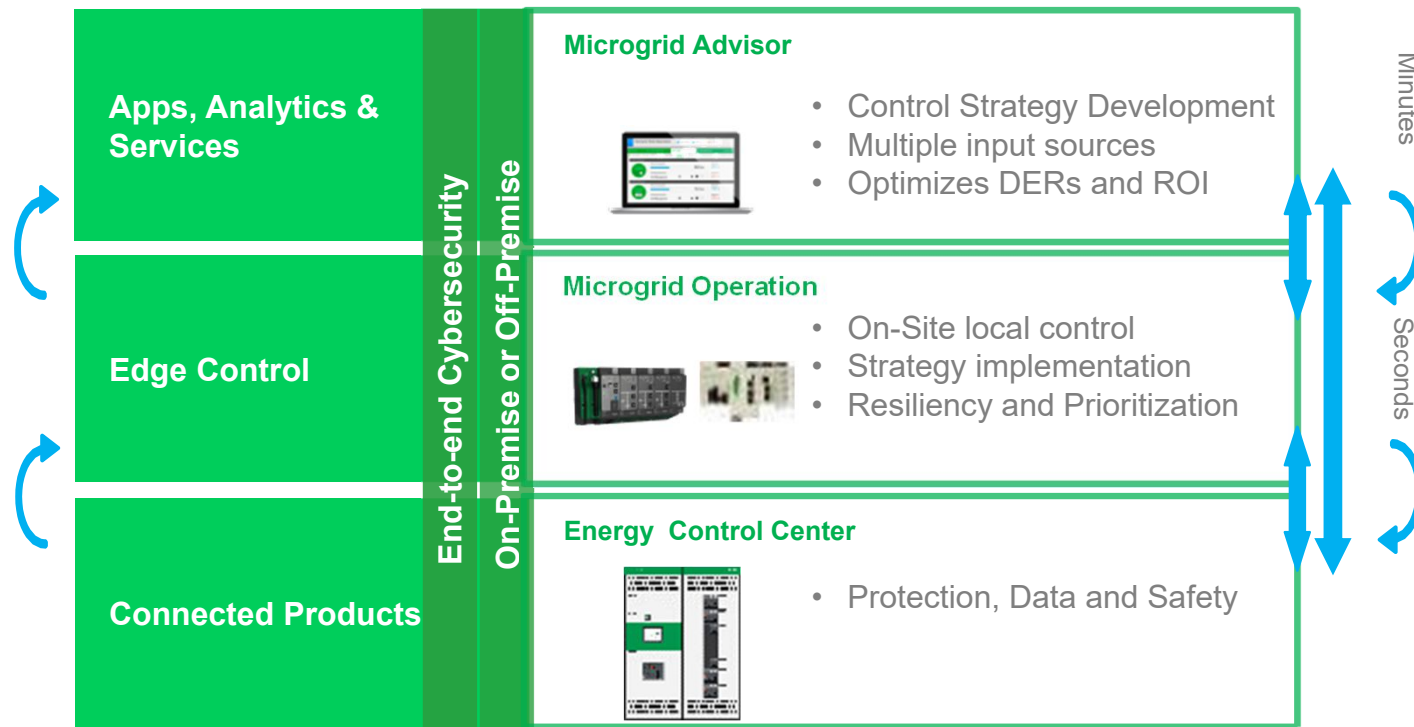 Apps, Analytics &
Services
Edge Control
Connected Products
End-to-end Cybersecurity
On-Premise or Off-Premise
Microgrid Advisor
• Control Strategy Development
• Multiple input sources
• Optimizes DERs and ROI
Microgrid Operation
• On-Site local control
• Strategy implementation
• Resiliency and Prioritization
Energy  Control Center
• Protection, Data and Safety
Minutes
Seconds